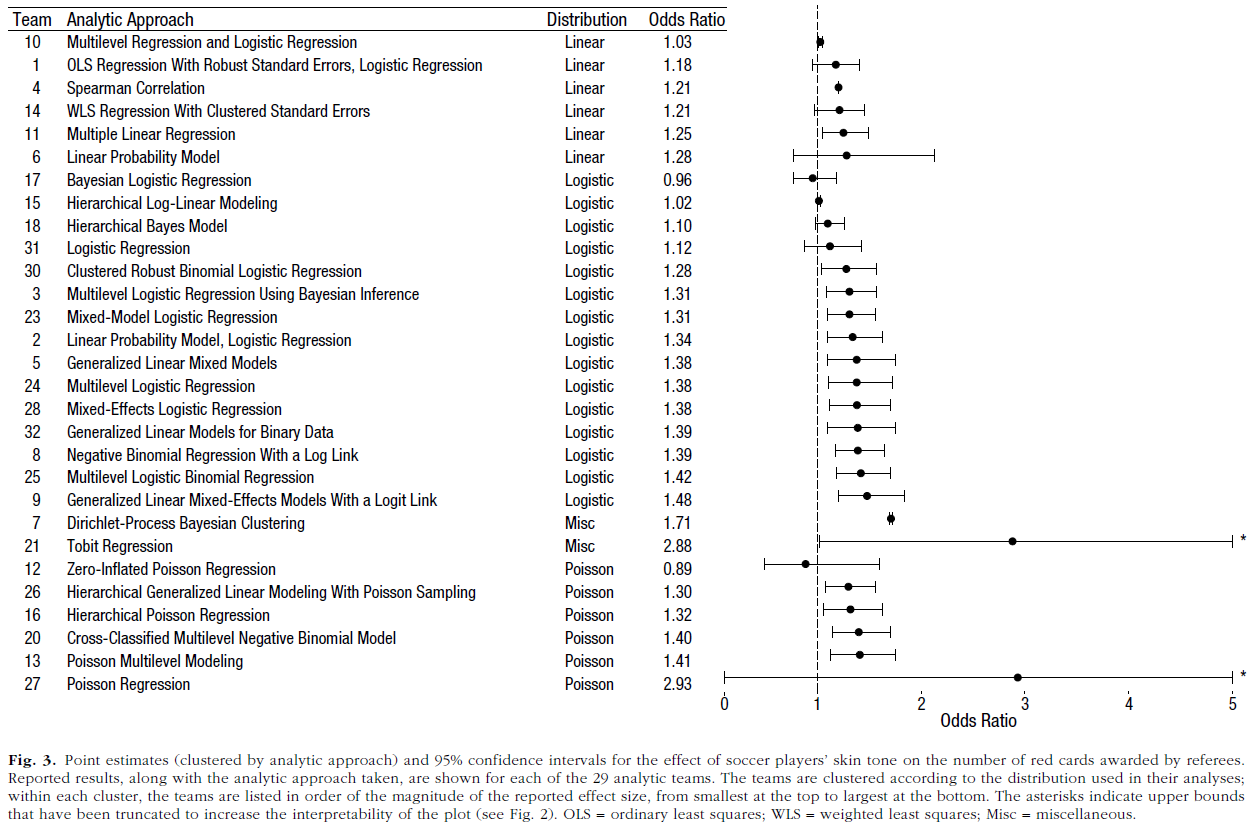 Team Analytic Approach Distribution Odds Ratio
10 Multilevel Regression and Logistic Regression Linear 1.03
1 OLS Regression With Robust Standard Errors, Logistic Regression Linear 1.18
4 Spearman Correlation Linear 1.21
14 WLS Regression With Clustered Standard Errors Linear 1.21
11 Multiple Linear Regression Linear 1.25
6 Linear Probability Model Linear 1.28
17 Bayesian Logistic Regression Logistic 0.96
15 Hierarchical Log-Linear Modeling Logistic 1.02
18 Hierarchical Bayes Model Logistic 1.10
31 Logistic Regression Logistic 1.12
30 Clustered Robust Binomial Logistic Regression Logistic 1.28
3 Multilevel Logistic Regression Using Bayesian Inference Logistic 1.31
23 Mixed-Model Logistic Regression Logistic 1.31
2 Linear Probability Model, Logistic Regression Logistic 1.34
5 Generalized Linear Mixed Models Logistic 1.38
24 Multilevel Logistic Regression Logistic 1.38
28 Mixed-Effects Logistic Regression Logistic 1.38
32 Generalized Linear Models for Binary Data Logistic 1.39
8 Negative Binomial Regression With a Log Link Logistic 1.39
25 Multilevel Logistic Binomial Regression Logistic 1.42
9 Generalized Linear Mixed-Effects Models With a Logit Link Logistic 1.48
7 Dirichlet-Process Bayesian Clustering Misc 1.71
21 Tobit Regression Misc 2.88 *
12 Zero-Inflated Poisson Regression Poisson 0.89
26 Hierarchical Generalized Linear Modeling With Poisson Sampling Poisson 1.30
16 Hierarchical Poisson Regression Poisson 1.32
20 Cross-Classified Multilevel Negative Binomial Model Poisson 1.40
13 Poisson Multilevel Modeling Poisson 1.41
27 Poisson Regression Poisson 2.93 *
0 1 2 3 4 5
Odds Ratio
Fig. 3. Point estimates (clustered by analytic approach) and 95% confidence intervals for the effect of soccer players' skin tone on the number of red cards awarded by referees.
Reported results, along with the analytic approach taken, are shown for each of the 29 analytic teams. The teams are clustered according to the distribution used in their analyses;
within each cluster, the teams are listed in order of the magnitude of the reported effect size, from smallest at the top to largest at the bottom. The asterisks indicate upper bounds
that have been truncated to increase the interpretability of the plot (see Fig. 2). OLS = ordinary least squares; WLS = weighted least squares; Misc = miscellaneous.